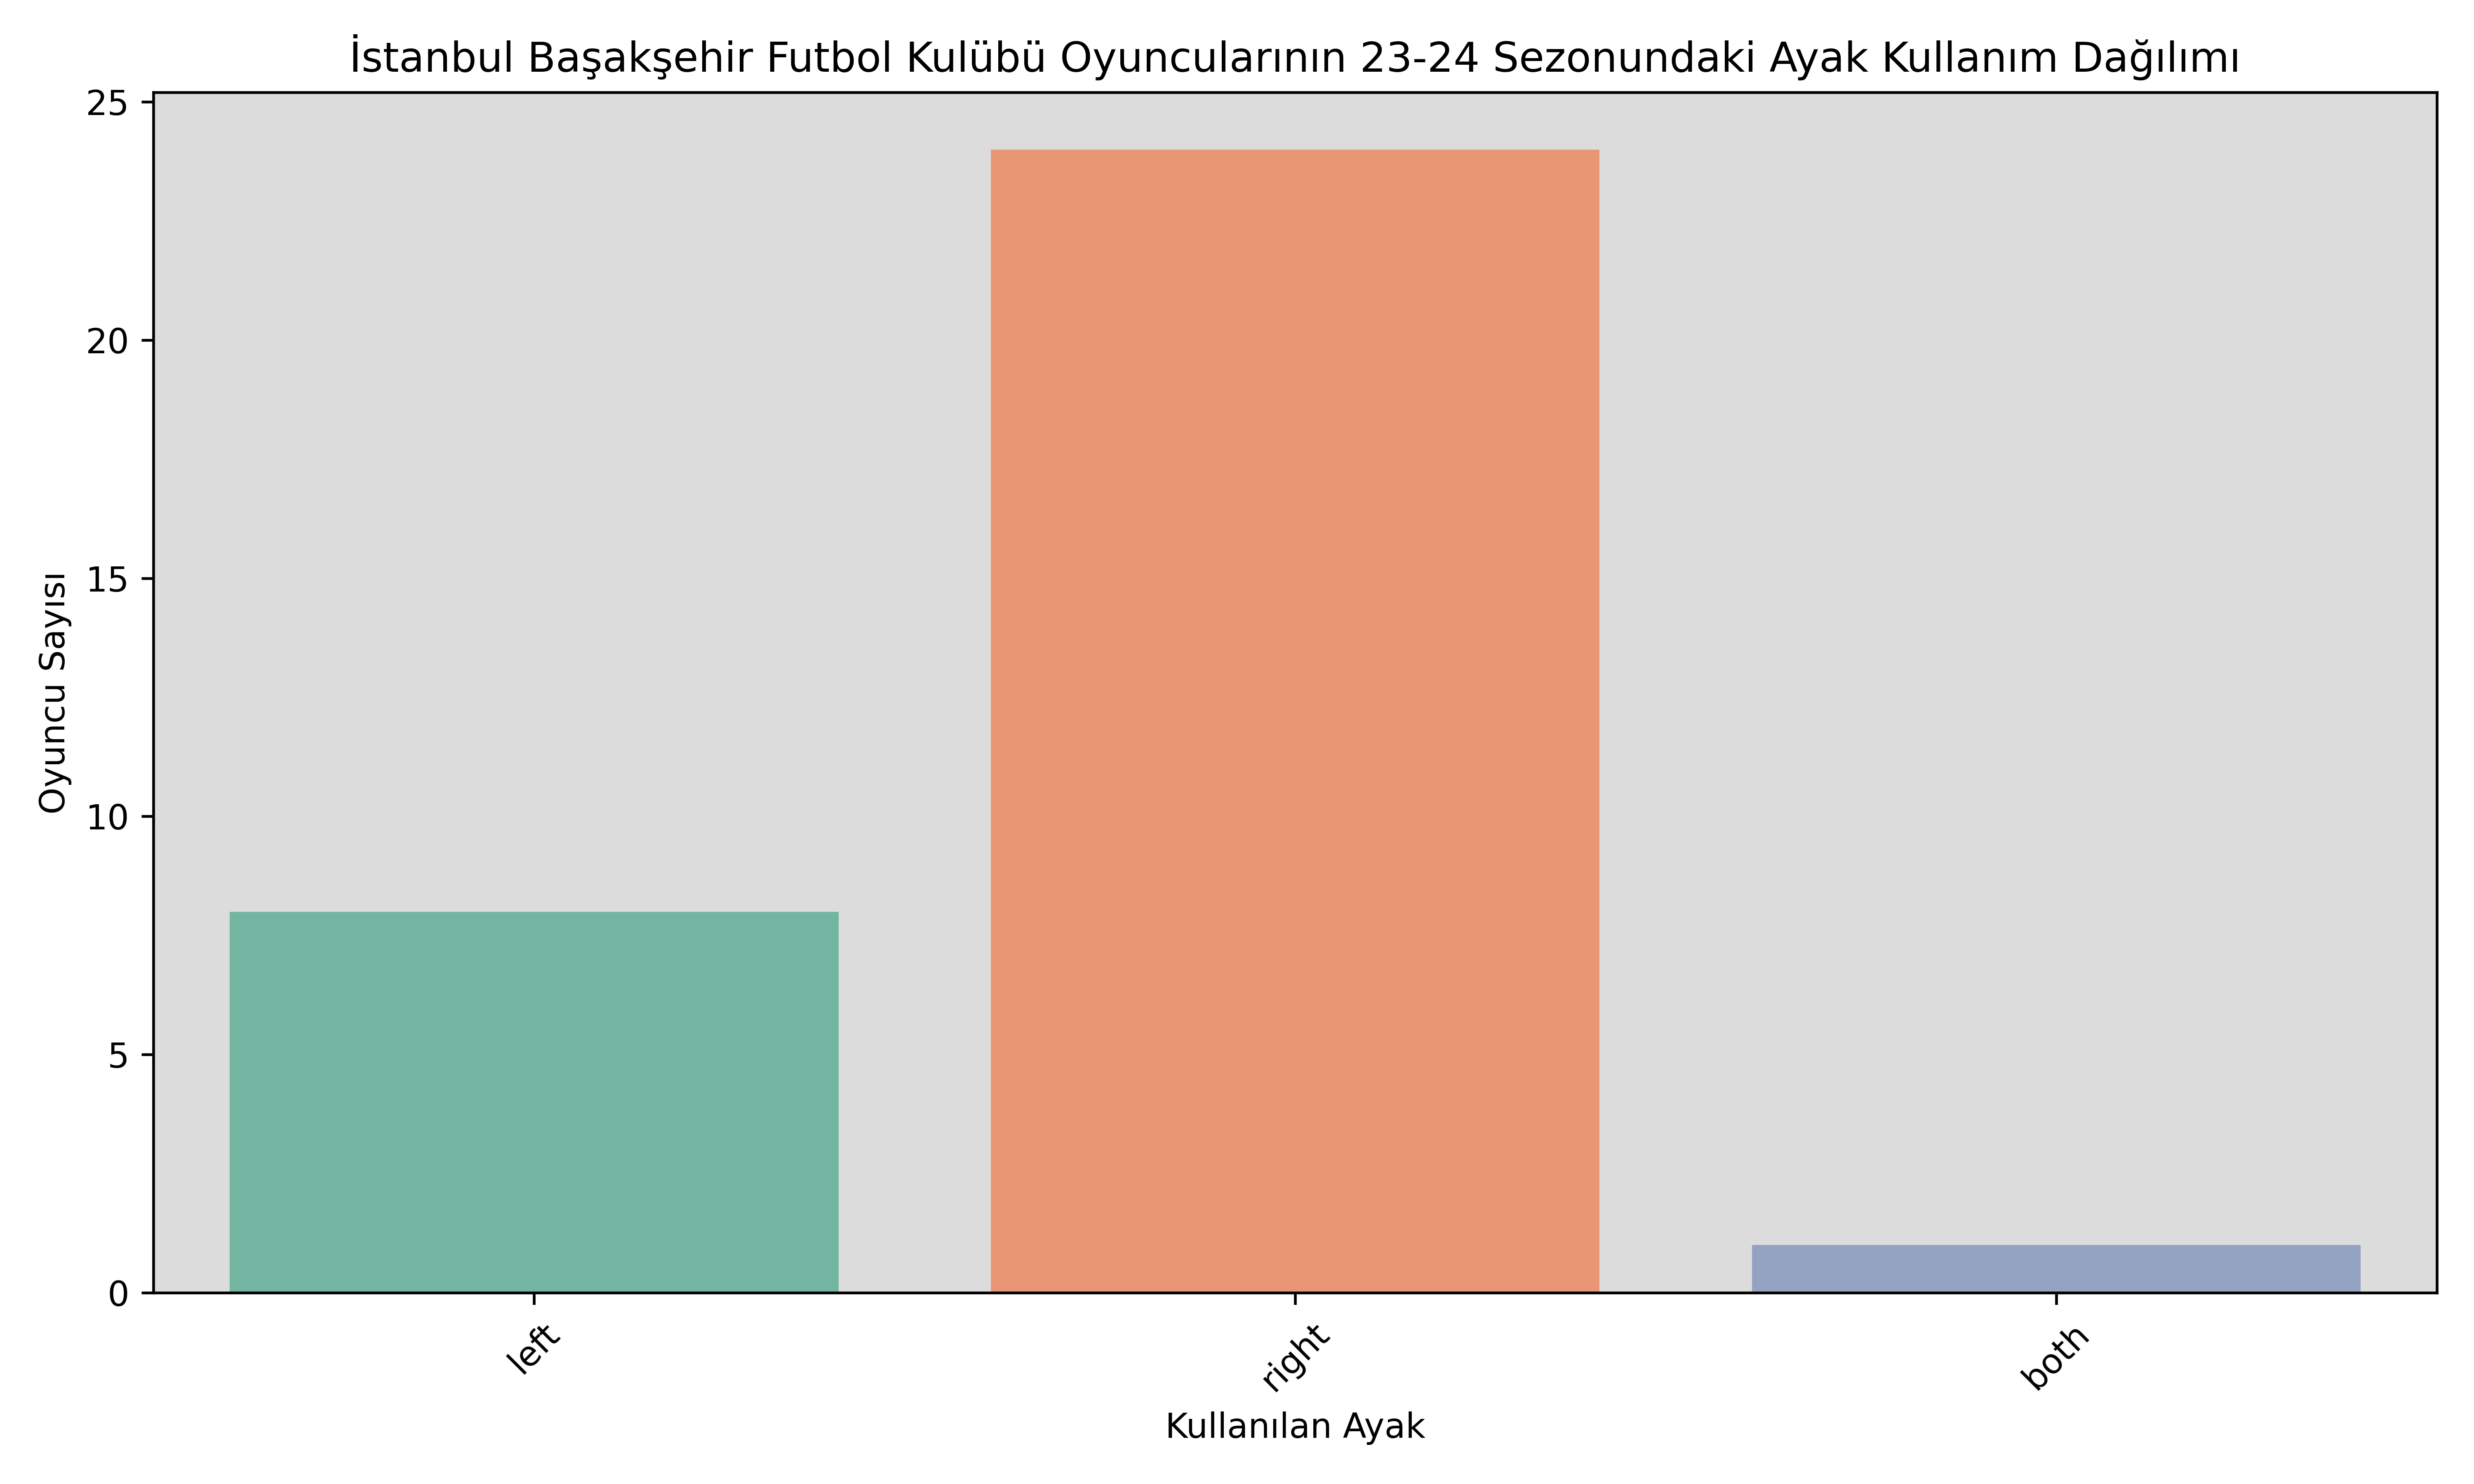 İstanbul Başakşehir Futbol Kulübü Oyuncularının 23-24 Sezonundaki Ayak Kullanım Dağılımı
25
20
15
10
5
0
Oyuncu Sayısı
left
right
both
Kullanılan Ayak